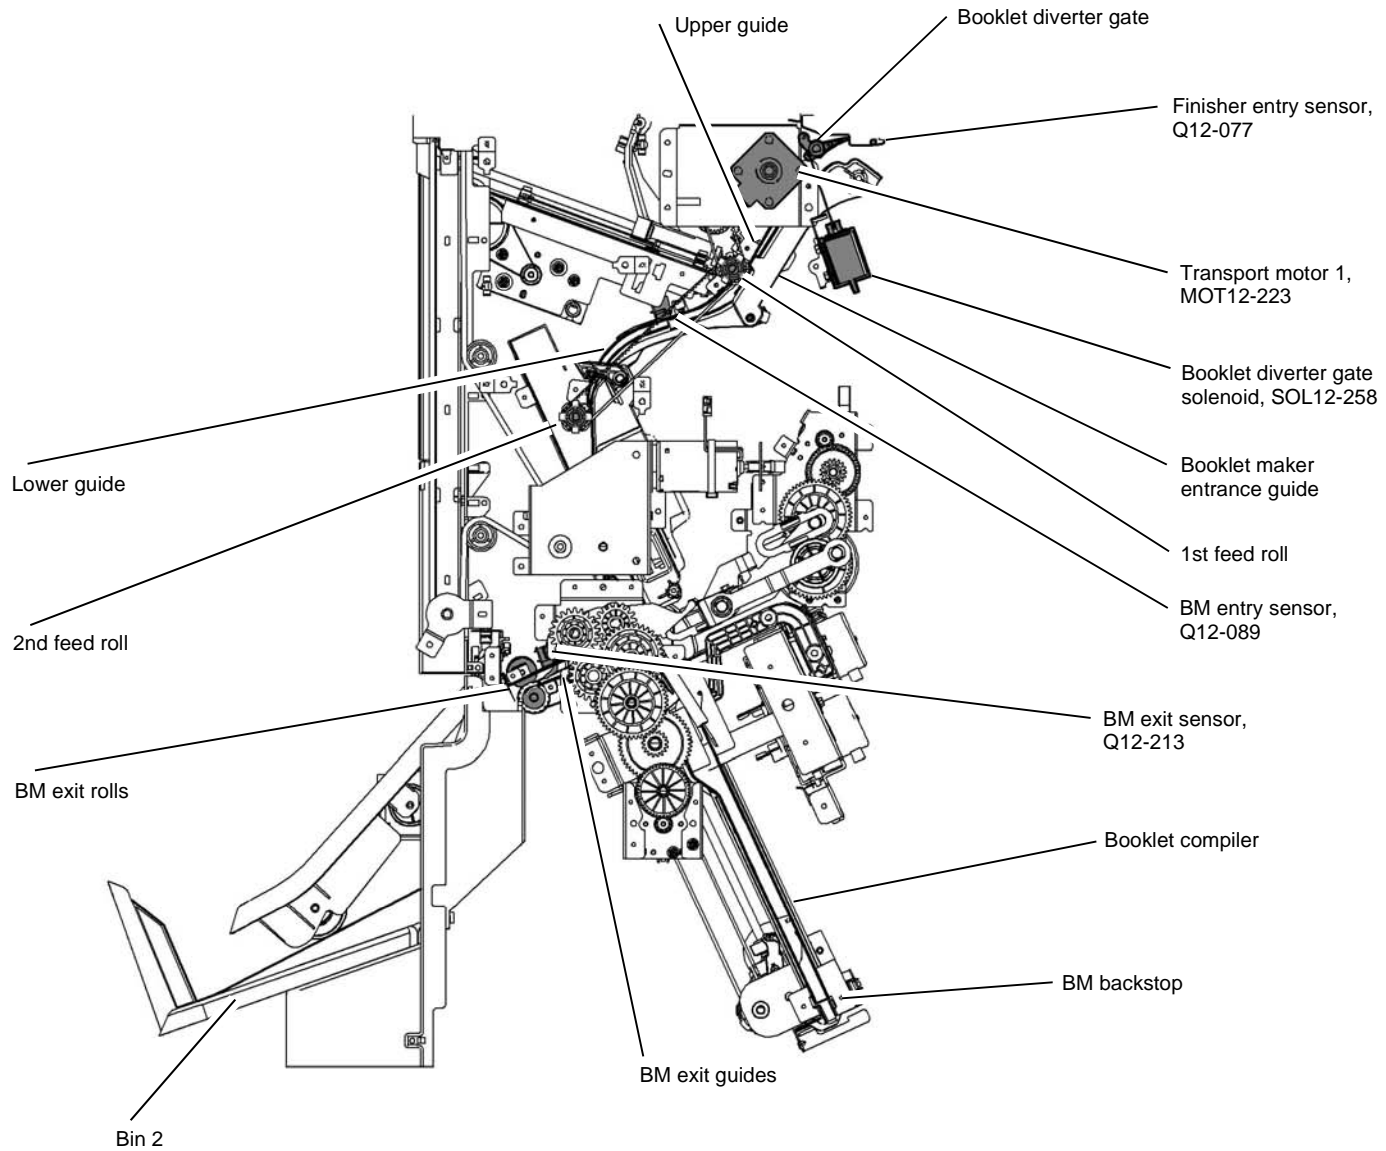 Booklet diverter gate
Upper guide
Finisher entry sensor,
Q12-077
Transport motor 1,
MOT12-223
Booklet diverter gate
solenoid, SOL12-258
Lower guide
Booklet maker
entrance guide
1st feed roll
BM entry sensor,
Q12-089
2nd feed roll
BM exit sensor,
Q12-213
BM exit rolls
Booklet compiler
BM backstop
BM exit guides
Bin 2